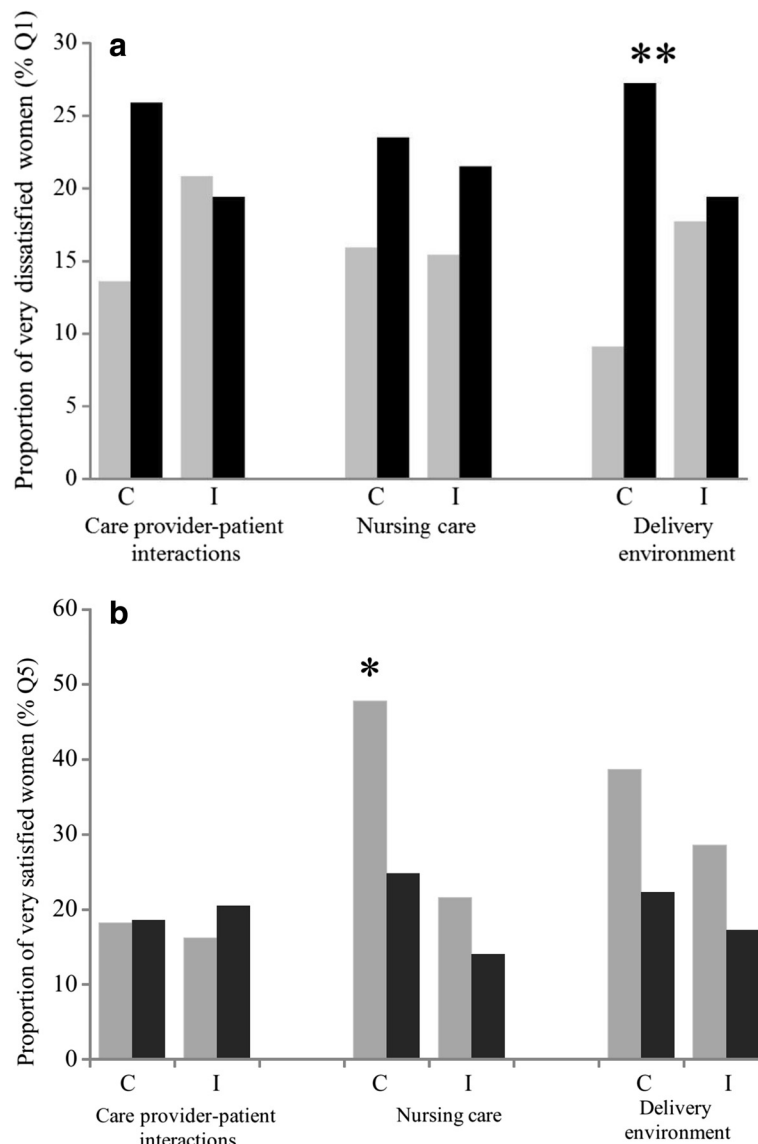 a
Proportion of very dissatisfied women (% Q1)
30
25
20
15
10
5
0
**
C I C I C I
Care provider-patient interactions
Nursing care
Delivery environment
b
Proportion of very satisfied women (% Q5)
60
50
40
30
20
10
0
*
C I C I C I
Care provider-patient interactions
Nursing care
Delivery environment